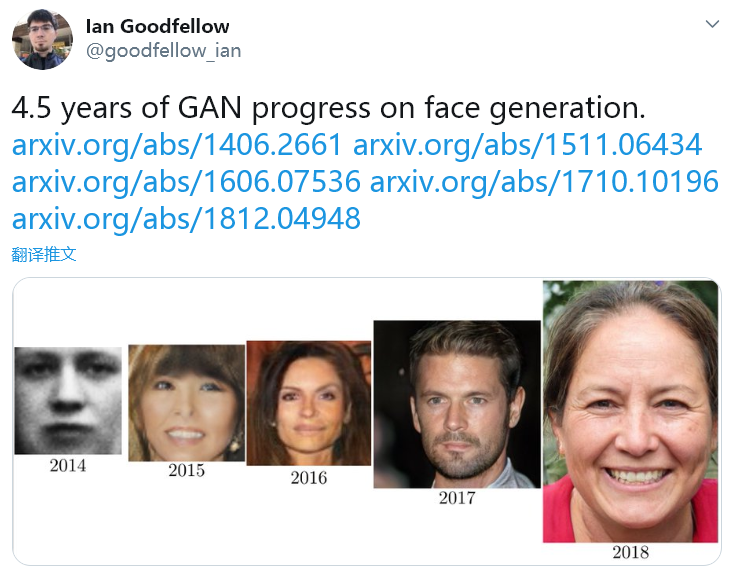 Ian Goodfellow
@goodfellow_ian
4.5 years of GAN progress on face generation.
arxiv.org/abs/1406.2661 arxiv.org/abs/1511.06434
arxiv.org/abs/1606.07536 arxiv.org/abs/1710.10196
arxiv.org/abs/1812.04948
翻译推文
2014
2015
2016
2017
2018